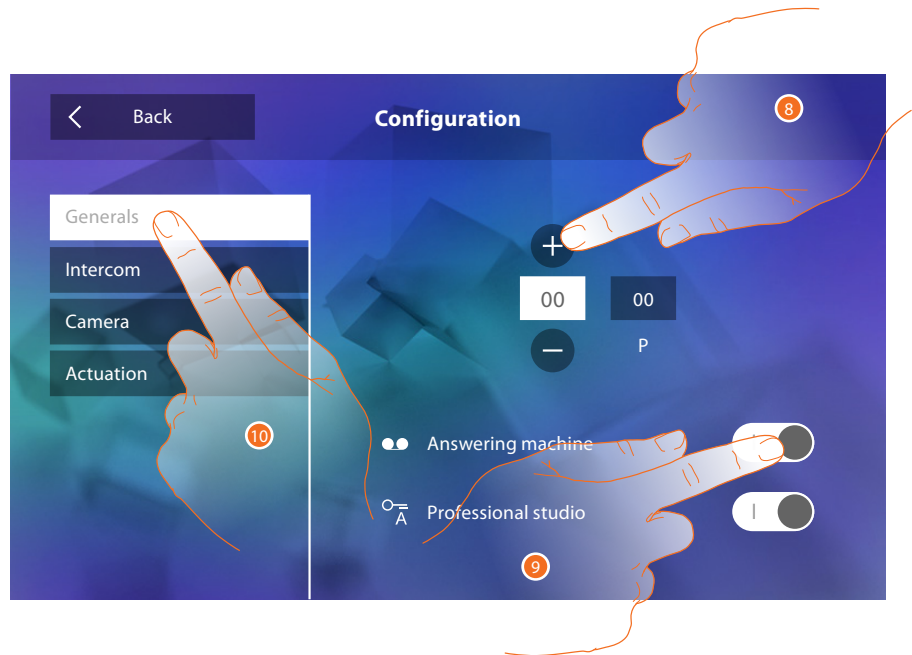 Back
Configuration
8
Generals
Intercom
Camera
Actuation
+
00 00
−
P
10
Answering machine
A Professional studio
9